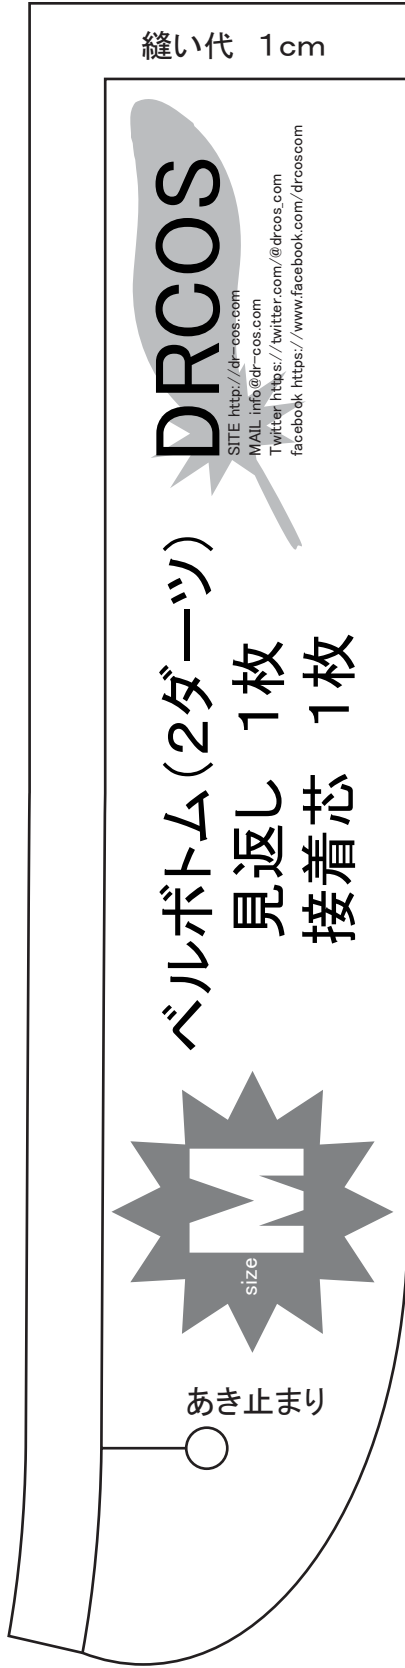 縫い代 1cm
DRCOS
SITE http://dr-cos.com
MAIL info@dr-cos.com
Twitter https://twitter.com/@drcos_com
facebook https://www.facebook.com/drcoscom
ベルボトム(2ダーツ)
見返し 1枚
接着芯 1枚
size M
あき止まり